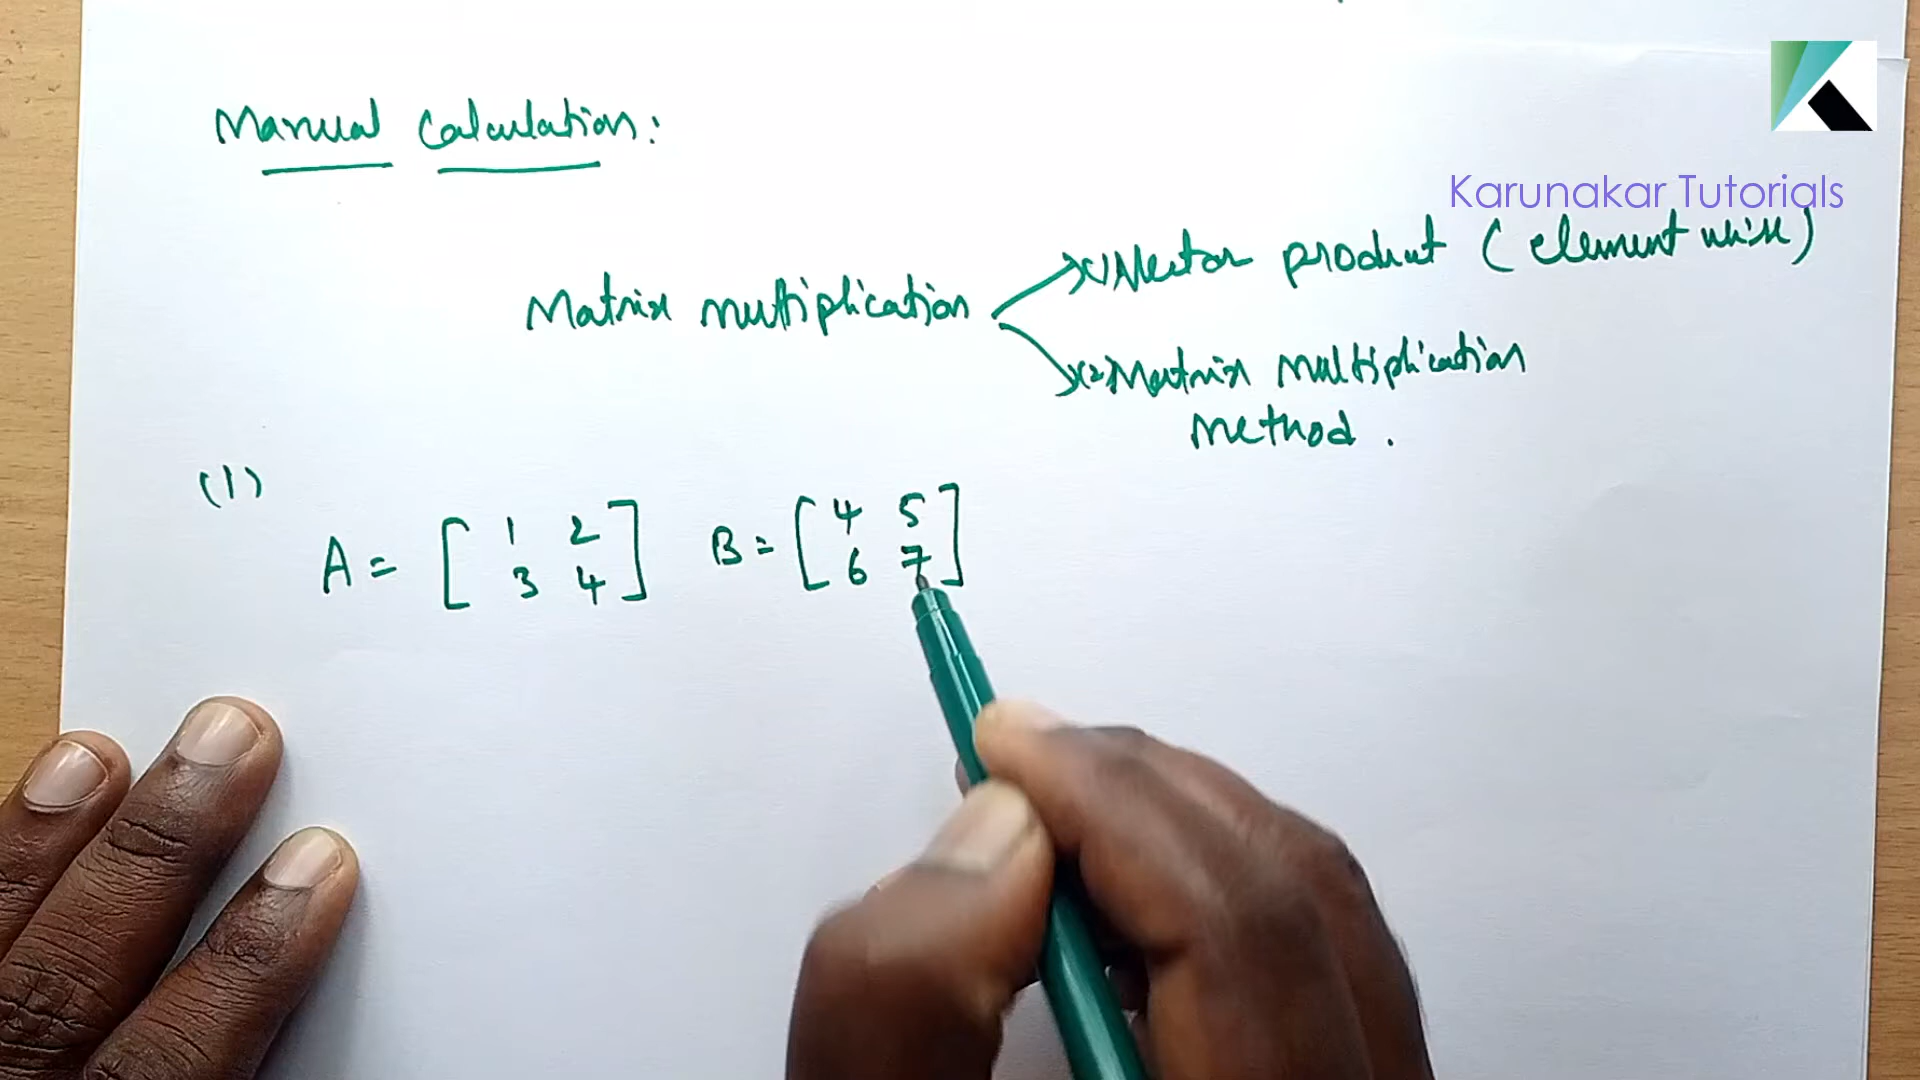 Manual Calculation:
Karunakar Tutorials
Matrix multiplication
(1) Vector product (element wise)
(2) Matrix multiplication
method.
(1)
A = [ 1 2
3 4 ]
B = [ 4 5
6 7 ]